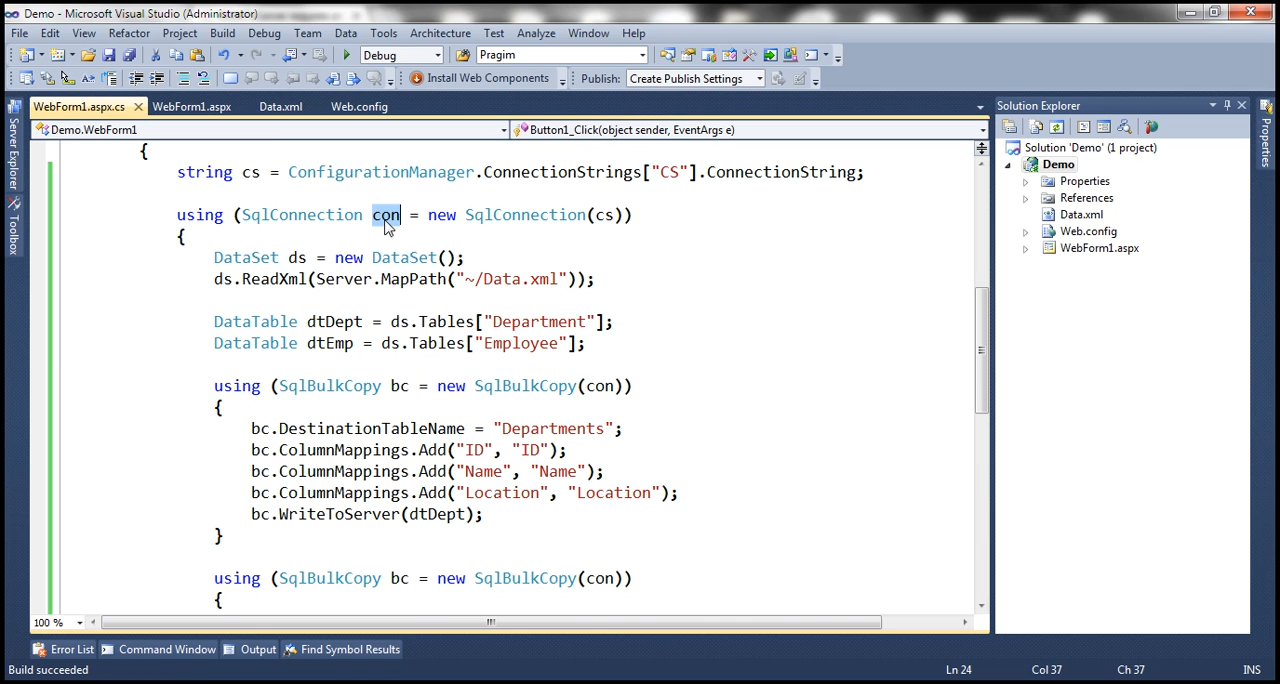 Demo - Microsoft Visual Studio (Administrator)
File Edit View Refactor Project Build Debug Team Data Tools Architecture Test Analyze Window Help
Debug Pragim
Install Web Components Publish: Create Publish Settings
WebForm1.aspx.cs WebForm1.aspx Data.xml Web.config
Demo.WebForm1 Button1_Click(object sender, EventArgs e)
{
string cs = ConfigurationManager.ConnectionStrings["CS"].ConnectionString;
using (SqlConnection con = new SqlConnection(cs))
{
DataSet ds = new DataSet();
ds.ReadXml(Server.MapPath("~/Data.xml"));
DataTable dtDept = ds.Tables["Department"];
DataTable dtEmp = ds.Tables["Employee"];
using (SqlBulkCopy bc = new SqlBulkCopy(con))
{
bc.DestinationTableName = "Departments";
bc.ColumnMappings.Add("ID", "ID");
bc.ColumnMappings.Add("Name", "Name");
bc.ColumnMappings.Add("Location", "Location");
bc.WriteToServer(dtDept);
}
using (SqlBulkCopy bc = new SqlBulkCopy(con))
{
100 %
Server Explorer
Toolbox
Solution Explorer
Solution 'Demo' (1 project)
Demo
Properties
References
Data.xml
Web.config
WebForm1.aspx
Properties
Error List Command Window Output Find Symbol Results
Build succeeded Ln 24 Col 37 Ch 37 INS